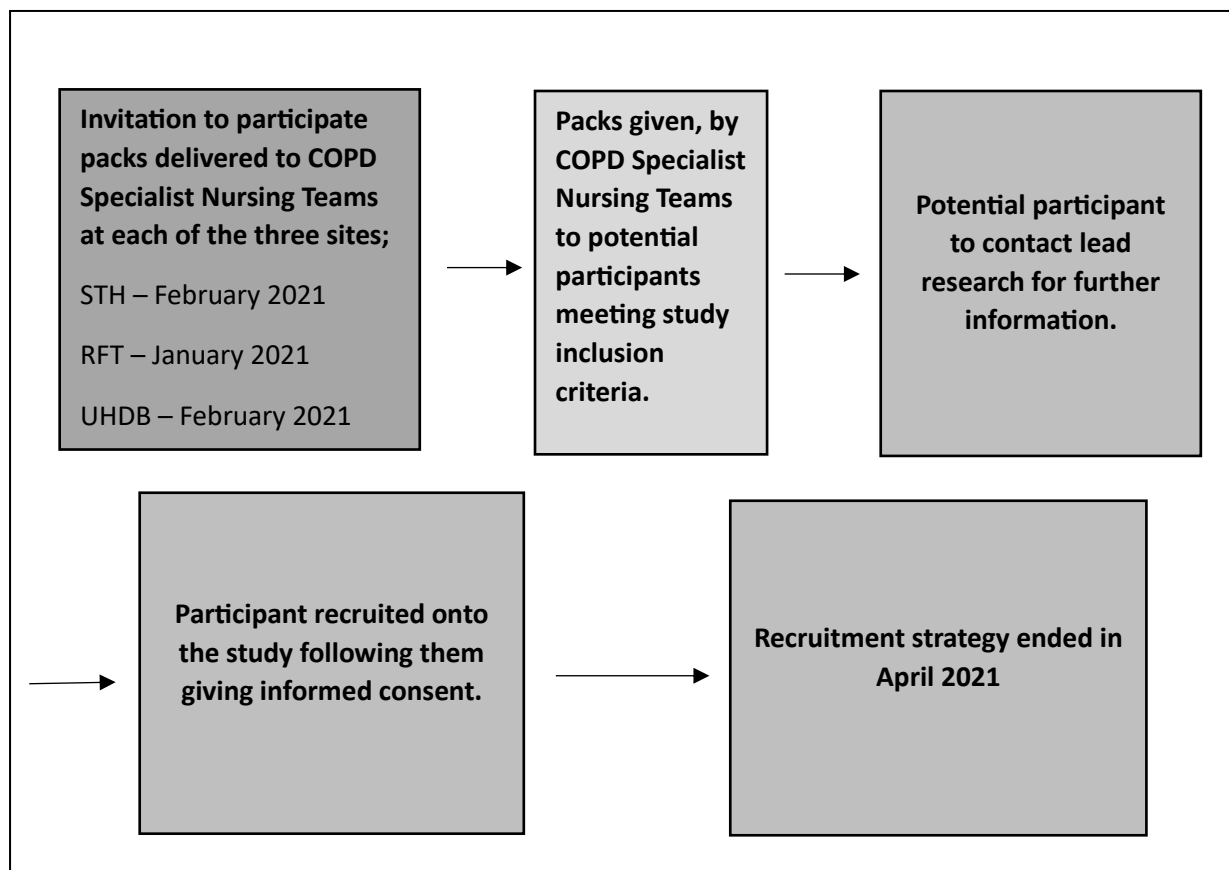 Invitation to participate
packs delivered to COPD
Specialist Nursing Teams
at each of the three sites;
STH – February 2021
RFT – January 2021
UHDB – February 2021
Packs given, by
COPD Specialist
Nursing Teams
to potential
participants
meeting study
inclusion
criteria.
Potential participant
to contact lead
research for further
information.
Participant recruited onto
the study following them
giving informed consent.
Recruitment strategy ended in
April 2021